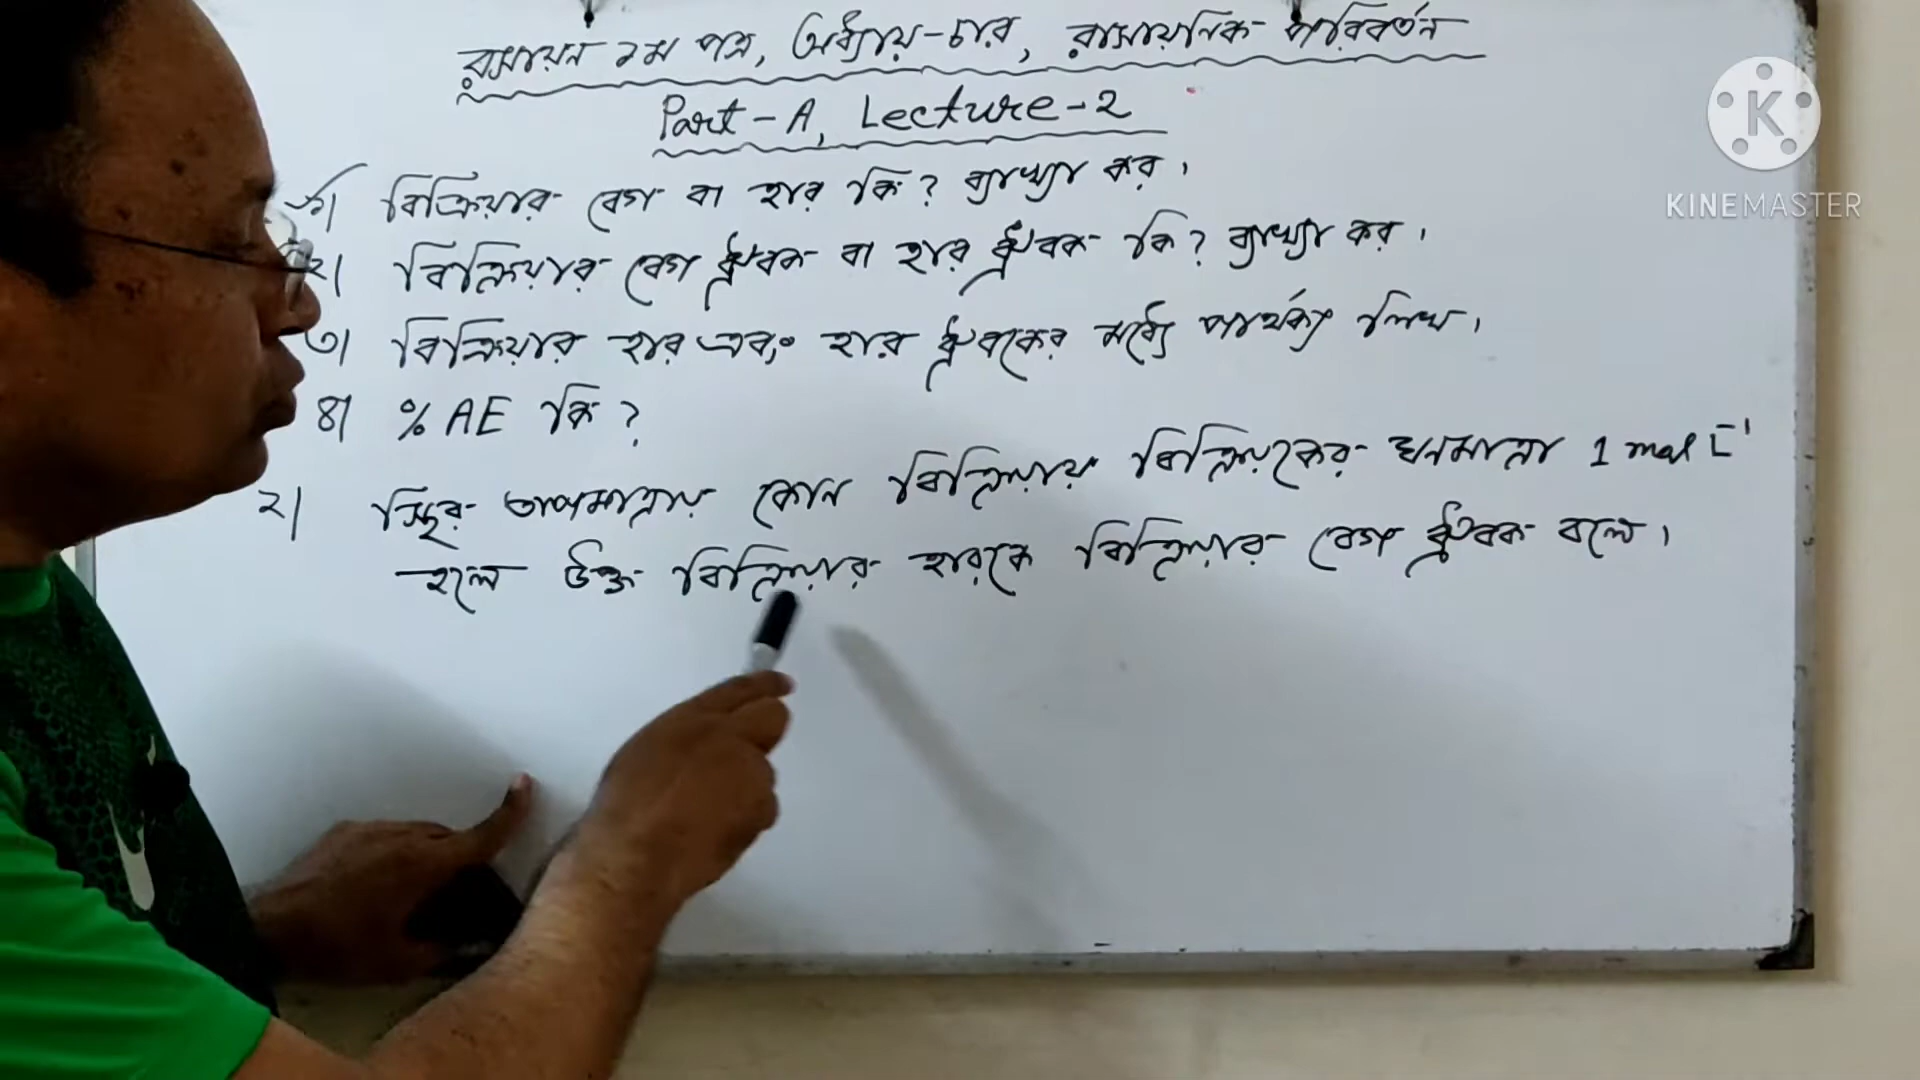 রসায়ন ১ম পত্র, অধ্যায়-চার, রাসায়নিক পরিবর্তন
Part-A, Lecture-2
১। বিক্রিয়ার বেগ বা হার কি? ব্যাখ্যা কর।
২। বিক্রিয়ার বেগ ধ্রুবক বা হার ধ্রুবক কি? ব্যাখ্যা কর।
৩। বিক্রিয়ার হার এবং হার ধ্রুবকের মধ্যে পার্থক্য লিখ।
৪। % AE কি?
২। স্থির তাপমাত্রায় কোন বিক্রিয়ায় বিক্রিয়কের ঘনমাত্রা 1 mol L⁻¹
হলে উক্ত বিক্রিয়ার হারকে বিক্রিয়ার বেগ ধ্রুবক বলে।
K
KINEMASTER